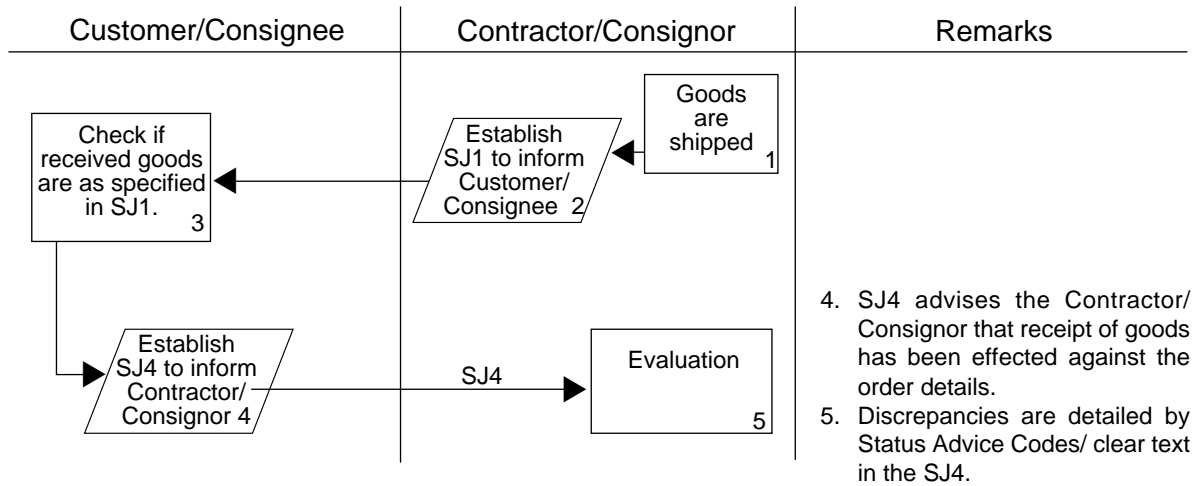 Customer/Consignee
Contractor/Consignor
Remarks
Goods
are
shipped
1
Establish
SJ1 to inform
Customer/
Consignee 2
Check if
received goods
are as specified
in SJ1.
3
Establish
SJ4 to inform
Contractor/
Consignor 4
SJ4
Evaluation
5
4. SJ4 advises the Contractor/
Consignor that receipt of goods
has been effected against the
order details.
5. Discrepancies are detailed by
Status Advice Codes/ clear text
in the SJ4.